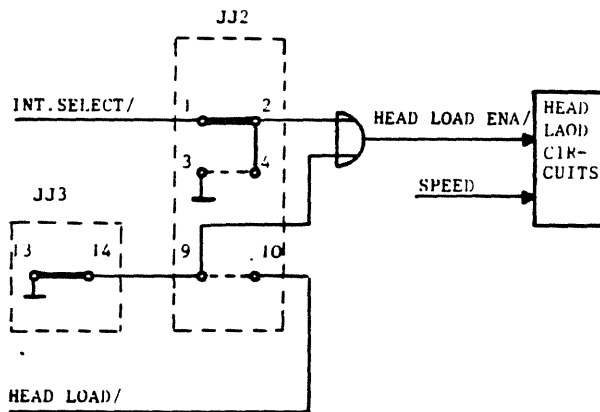 JJ2
INT.SELECT/
1 2
HEAD LOAD ENA/
HEAD
LAOD
CIR-
CUITS
3 4
SPEED
JJ3
13 14
9 10
HEAD LOAD/